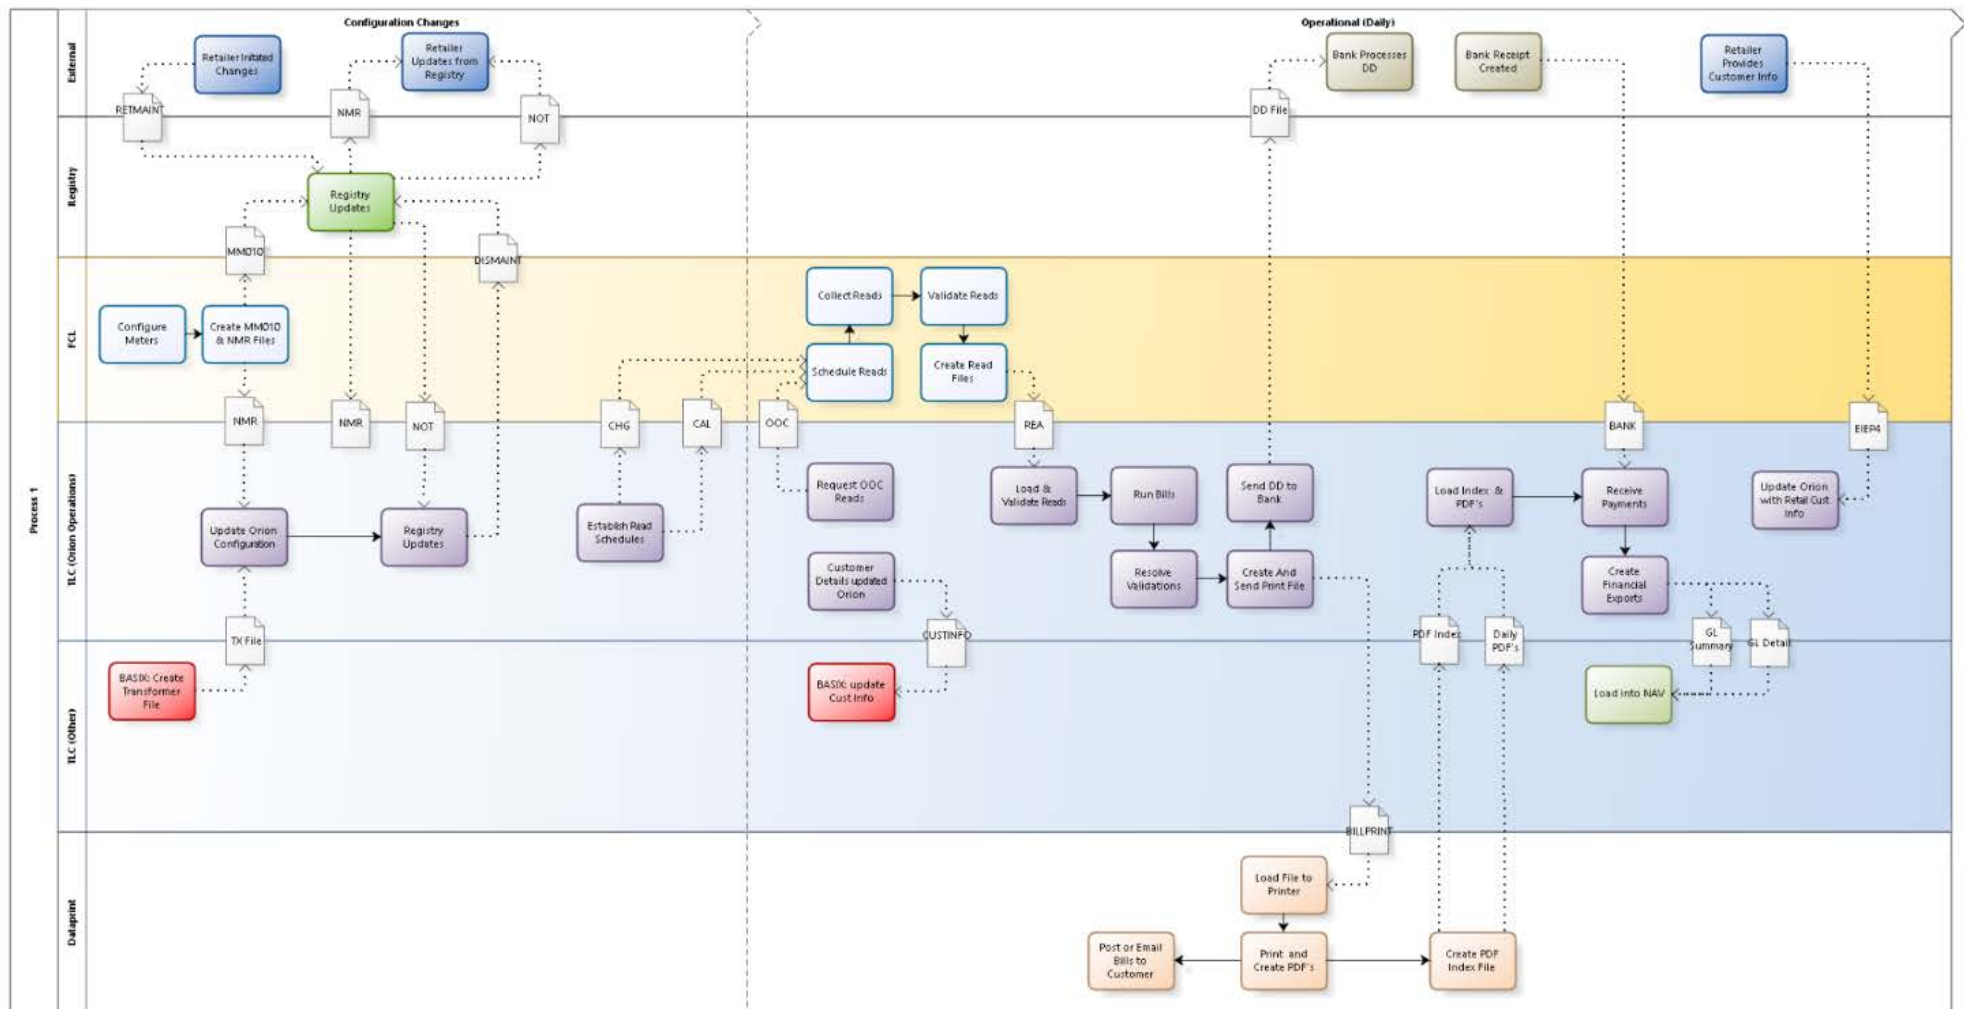 Configuration Changes
Operational (Daily)
Process 1
External
Retailer Initated
Changes
Retailer
Updates from
Registry
Bank Processes
DD
Bank Receipt
Created
Retailer
Provides
Customer Info
RETMAINT
NMR
NOT
DD File
Registry
Registry
Updates
MM010
DISMAINT
FCL
Configure
Meters
Create MM010
& NMR Files
Collect Reads
Validate Reads
Schedule Reads
Create Read
Files
NMR
NMR
NOT
CHG
CAL
OOC
REA
BANK
EIEP4
TLC (Orion Operations)
Update Orion
Configuration
Registry
Updates
Establish Read
Schedules
Request OOC
Reads
Load &
Validate Reads
Run Bills
Send DD to
Bank
Load Index &
PDF's
Receive
Payments
Update Orion
with Retail Cust
Info
Customer
Details updated
Orion
Resolve
Validations
Create And
Send Print File
Create
Financial
Exports
TX File
CUSTINFO
PDF Index
Daily
PDF's
GL
Summary
GL Detail
TLC (Other)
BASIX: Create
Transformer
File
BASIX: update
Cust Info
Load into NAV
BILLPRINT
Dataprint
Load File to
Printer
Post or Email
Bills to
Customer
Print and
Create PDF's
Create PDF
Index File